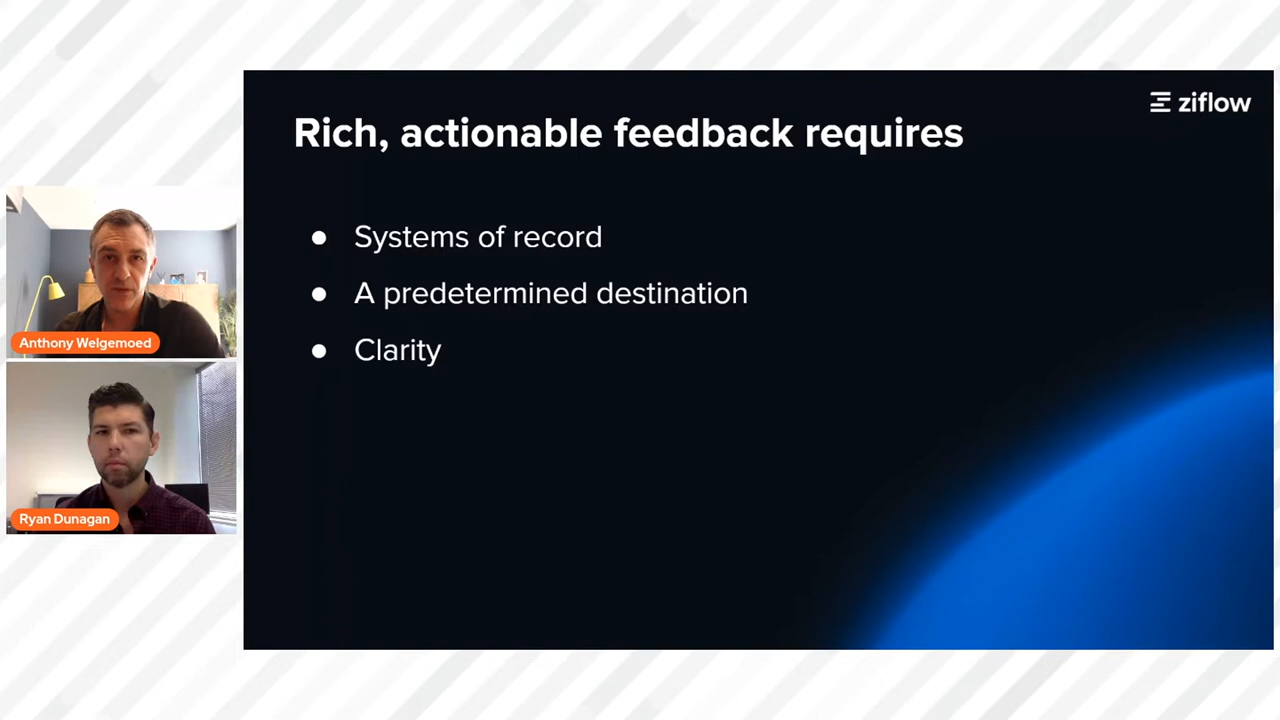 ziflow
Rich, actionable feedback requires
Systems of record
A predetermined destination
Clarity
Anthony Welgemoed
Ryan Dunagan